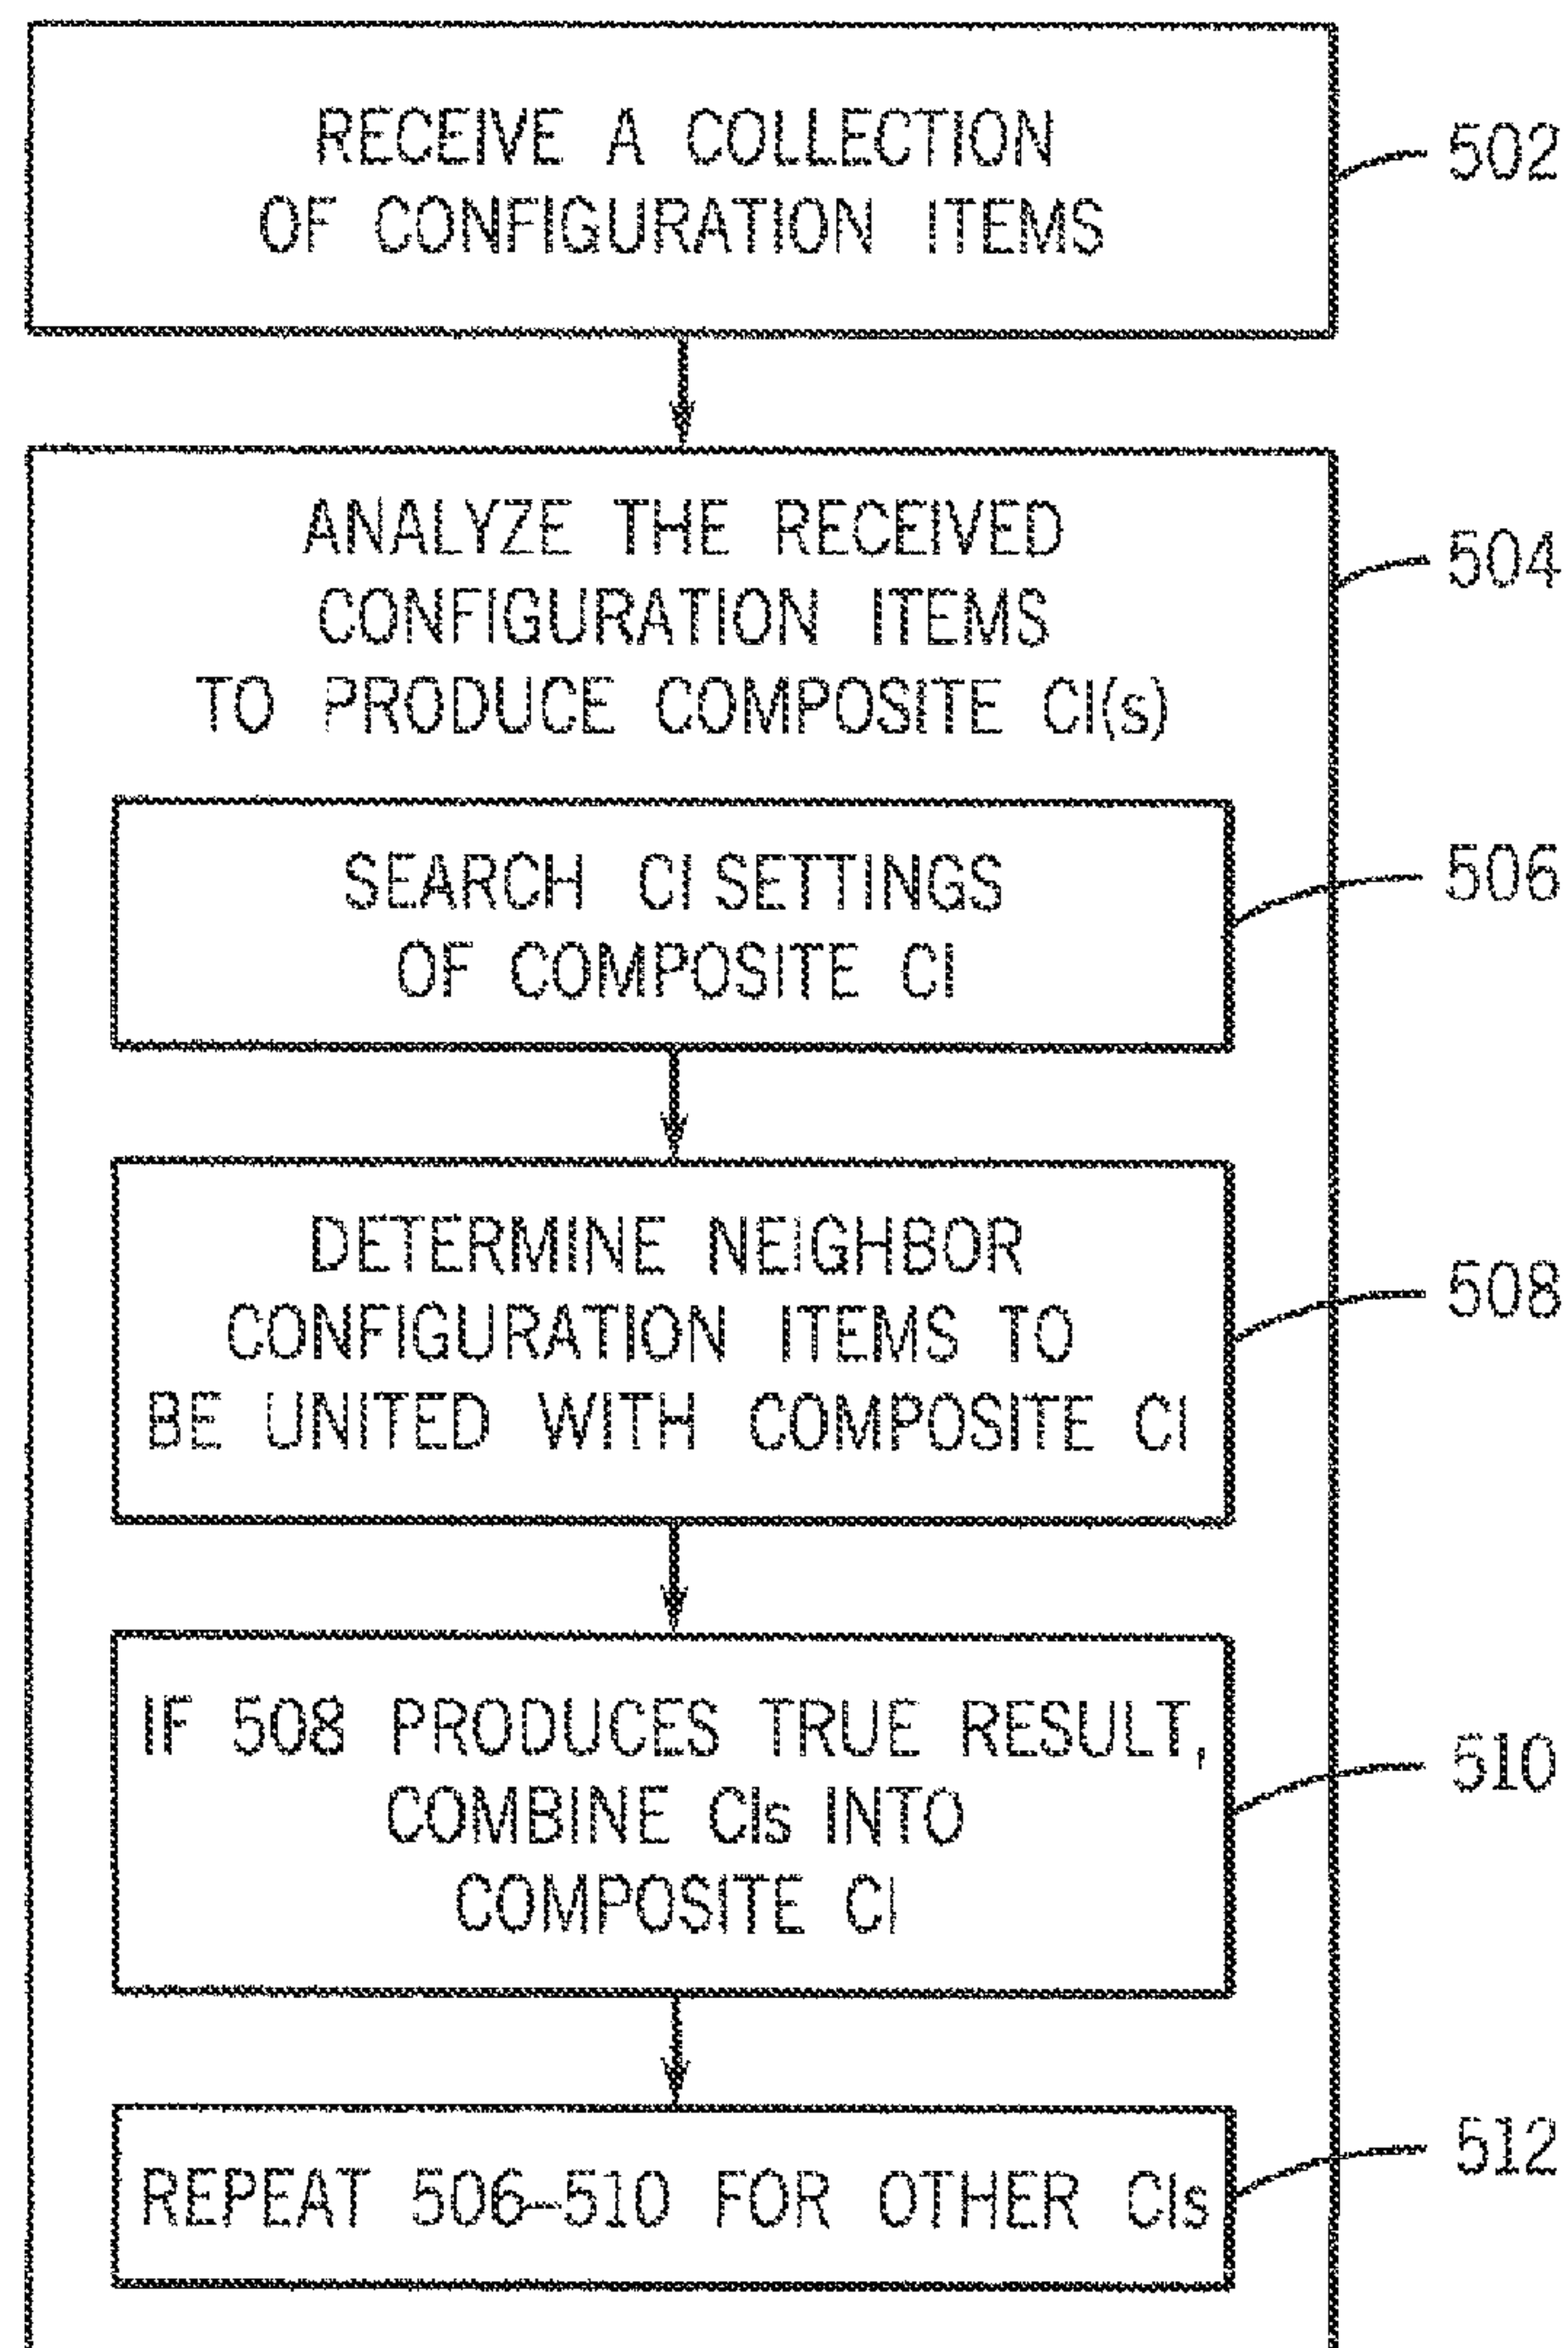 RECEIVE A COLLECTION
OF CONFIGURATION ITEMS
502
ANALYZE THE RECEIVED
CONFIGURATION ITEMS
TO PRODUCE COMPOSITE CI(s)
504
SEARCH CI SETTINGS
OF COMPOSITE CI
506
DETERMINE NEIGHBOR
CONFIGURATION ITEMS TO
BE UNITED WITH COMPOSITE CI
508
IF 508 PRODUCES TRUE RESULT,
COMBINE CIs INTO
COMPOSITE CI
510
REPEAT 506–510 FOR OTHER CIs
512